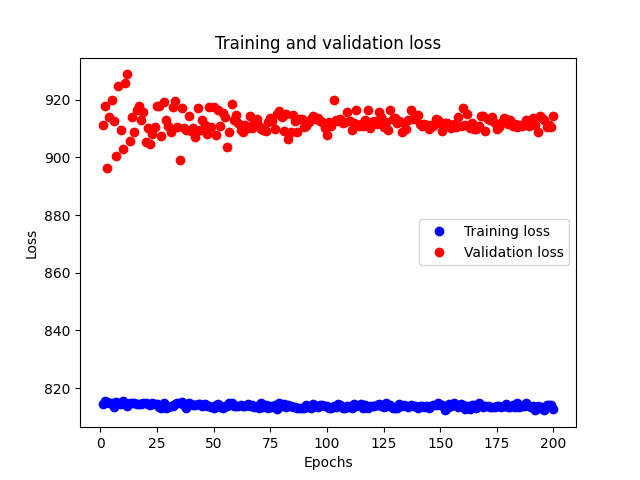 Training and validation loss
920
900
880
860
840
820
Loss
Training loss
Validation loss
0 25 50 75 100 125 150 175 200
Epochs